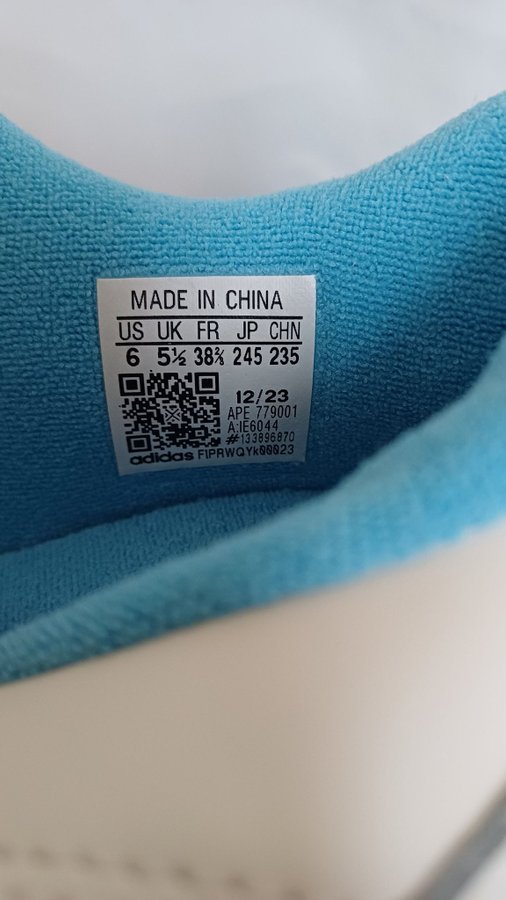 MADE IN CHINA
US UK FR JP CHN
6 5½ 38⅔ 245 235
12/23
APE 779001
A:IE6044
#133896870
adidas F1PRWQYk00023